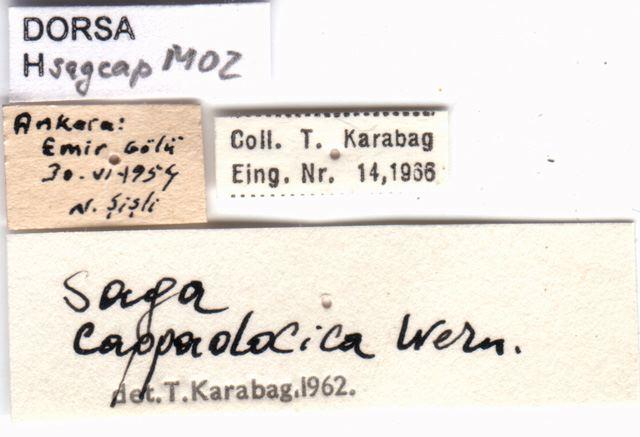 DORSA
Hsagcap MOZ
Ankara:
Emir Gölü
30.VI.1954
N. Şişli
Coll. T. Karabag
Eing. Nr. 14,1966
Saga
cappadocica Wern.
det. T. Karabag, 1962.